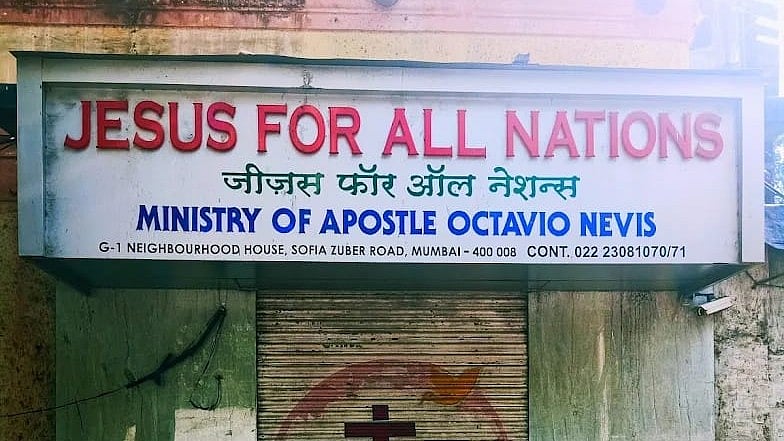 JESUS FOR ALL NATIONS
जीज़स फॉर ऑल नेशन्स
MINISTRY OF APOSTLE OCTAVIO NEVIS
G-1 NEIGHBOURHOOD HOUSE, SOFIA ZUBER ROAD, MUMBAI - 400 008 CONT. 022 23081070/71